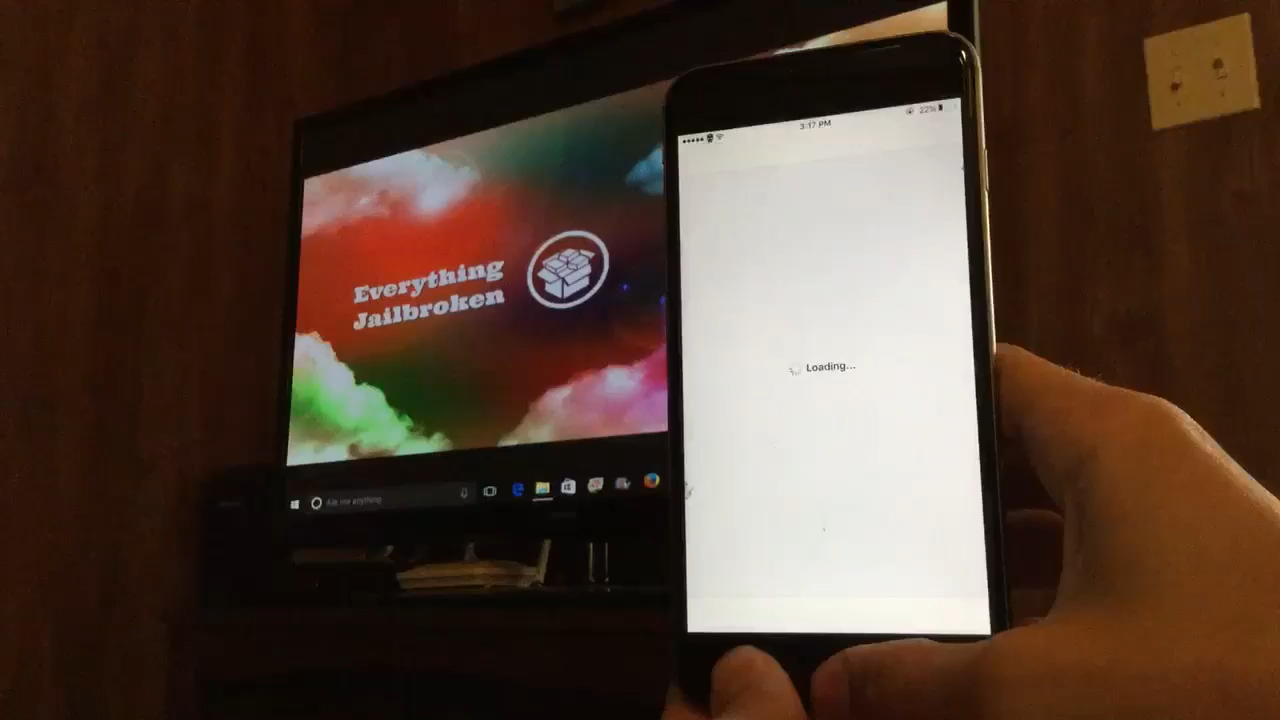 Everything
Jailbroken
Ask me anything
3:17 PM
22%
Loading...